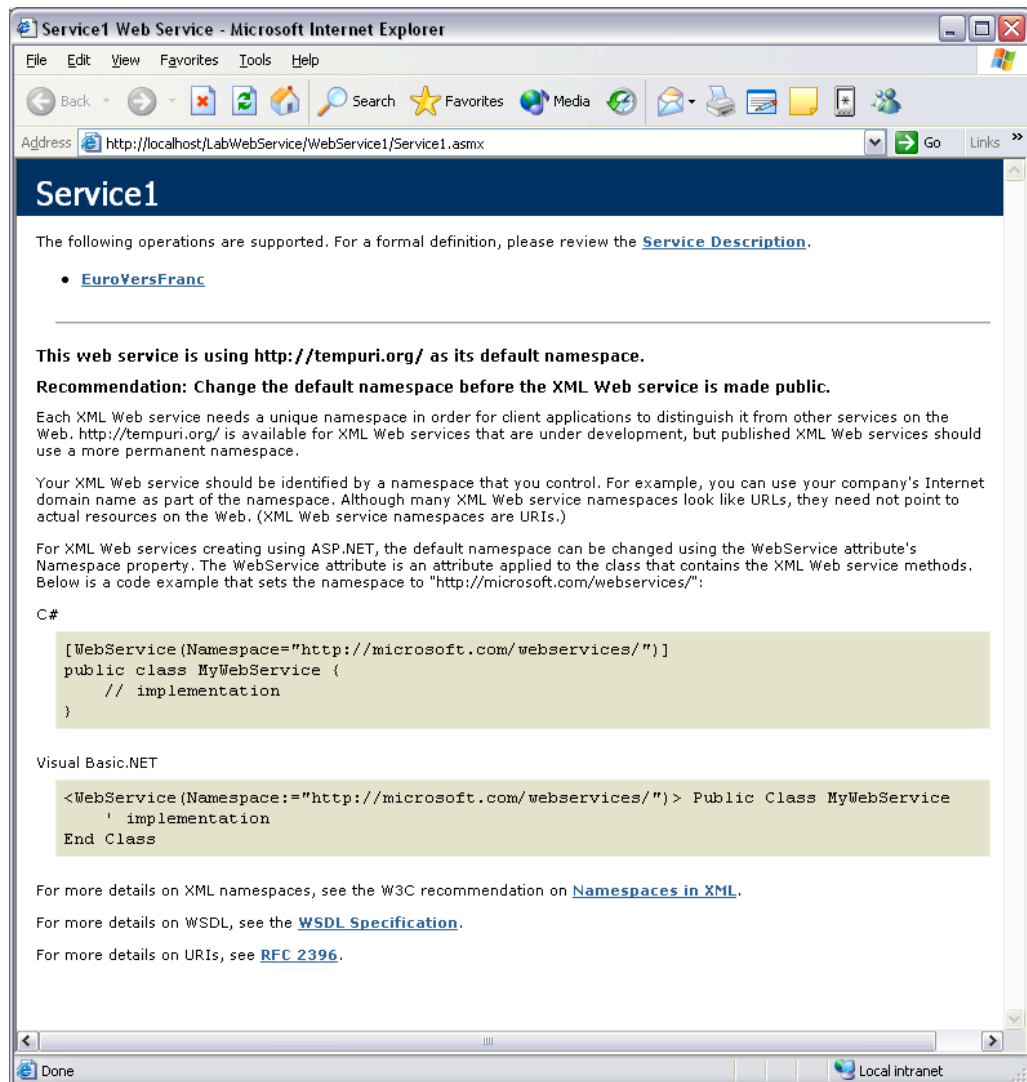 Service1 Web Service - Microsoft Internet Explorer
File Edit View Favorites Tools Help
Back Search Favorites Media
Address http://localhost/LabWebService/WebService1/Service1.asmx Go Links »
Service1
The following operations are supported. For a formal definition, please review the Service Description.
• EuroVersFranc
This web service is using http://tempuri.org/ as its default namespace.
Recommendation: Change the default namespace before the XML Web service is made public.
Each XML Web service needs a unique namespace in order for client applications to distinguish it from other services on the
Web. http://tempuri.org/ is available for XML Web services that are under development, but published XML Web services should
use a more permanent namespace.
Your XML Web service should be identified by a namespace that you control. For example, you can use your company's Internet
domain name as part of the namespace. Although many XML Web service namespaces look like URLs, they need not point to
actual resources on the Web. (XML Web service namespaces are URIs.)
For XML Web services creating using ASP.NET, the default namespace can be changed using the WebService attribute's
Namespace property. The WebService attribute is an attribute applied to the class that contains the XML Web service methods.
Below is a code example that sets the namespace to "http://microsoft.com/webservices/":
C#
[WebService(Namespace="http://microsoft.com/webservices/")]
public class MyWebService {
    // implementation
}
Visual Basic.NET
<WebService(Namespace:="http://microsoft.com/webservices/")> Public Class MyWebService
    ' implementation
End Class
For more details on XML namespaces, see the W3C recommendation on Namespaces in XML.
For more details on WSDL, see the WSDL Specification.
For more details on URIs, see RFC 2396.
Done Local intranet